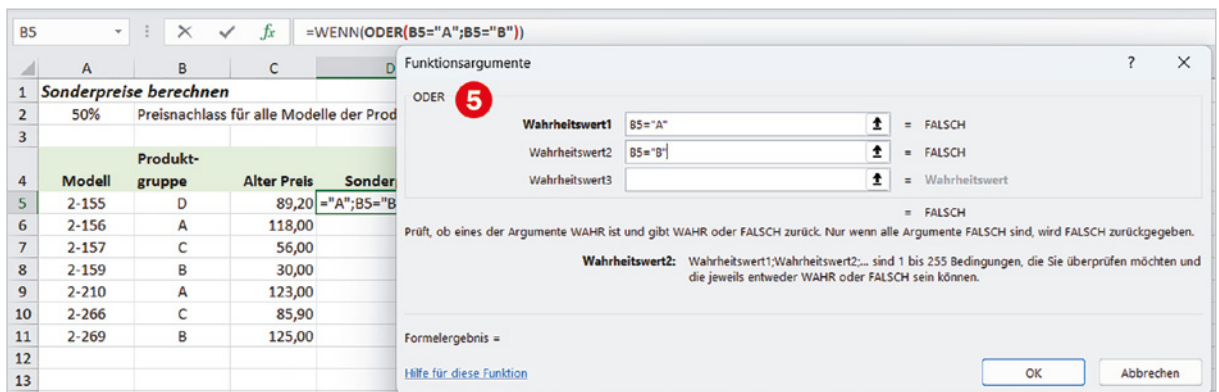 B5 fx =WENN(ODER(B5="A";B5="B"))
A B C D
1 Sonderpreise berechnen
2 50% Preisnachlass für alle Modelle der Prod
3
Produkt-
4 Modell gruppe Alter Preis Sonderp
5 2-155 D 89,20 ="A";B5="B
6 2-156 A 118,00
7 2-157 C 56,00
8 2-159 B 30,00
9 2-210 A 123,00
10 2-266 C 85,90
11 2-269 B 125,00
12
13
Funktionsargumente ? X
ODER 5
Wahrheitswert1 B5="A" = FALSCH
Wahrheitswert2 B5="B" = FALSCH
Wahrheitswert3 = Wahrheitswert
= FALSCH
Prüft, ob eines der Argumente WAHR ist und gibt WAHR oder FALSCH zurück. Nur wenn alle Argumente FALSCH sind, wird FALSCH zurückgegeben.
Wahrheitswert2: Wahrheitswert1;Wahrheitswert2;... sind 1 bis 255 Bedingungen, die Sie überprüfen möchten und
die jeweils entweder WAHR oder FALSCH sein können.
Formelergebnis =
Hilfe für diese Funktion OK Abbrechen